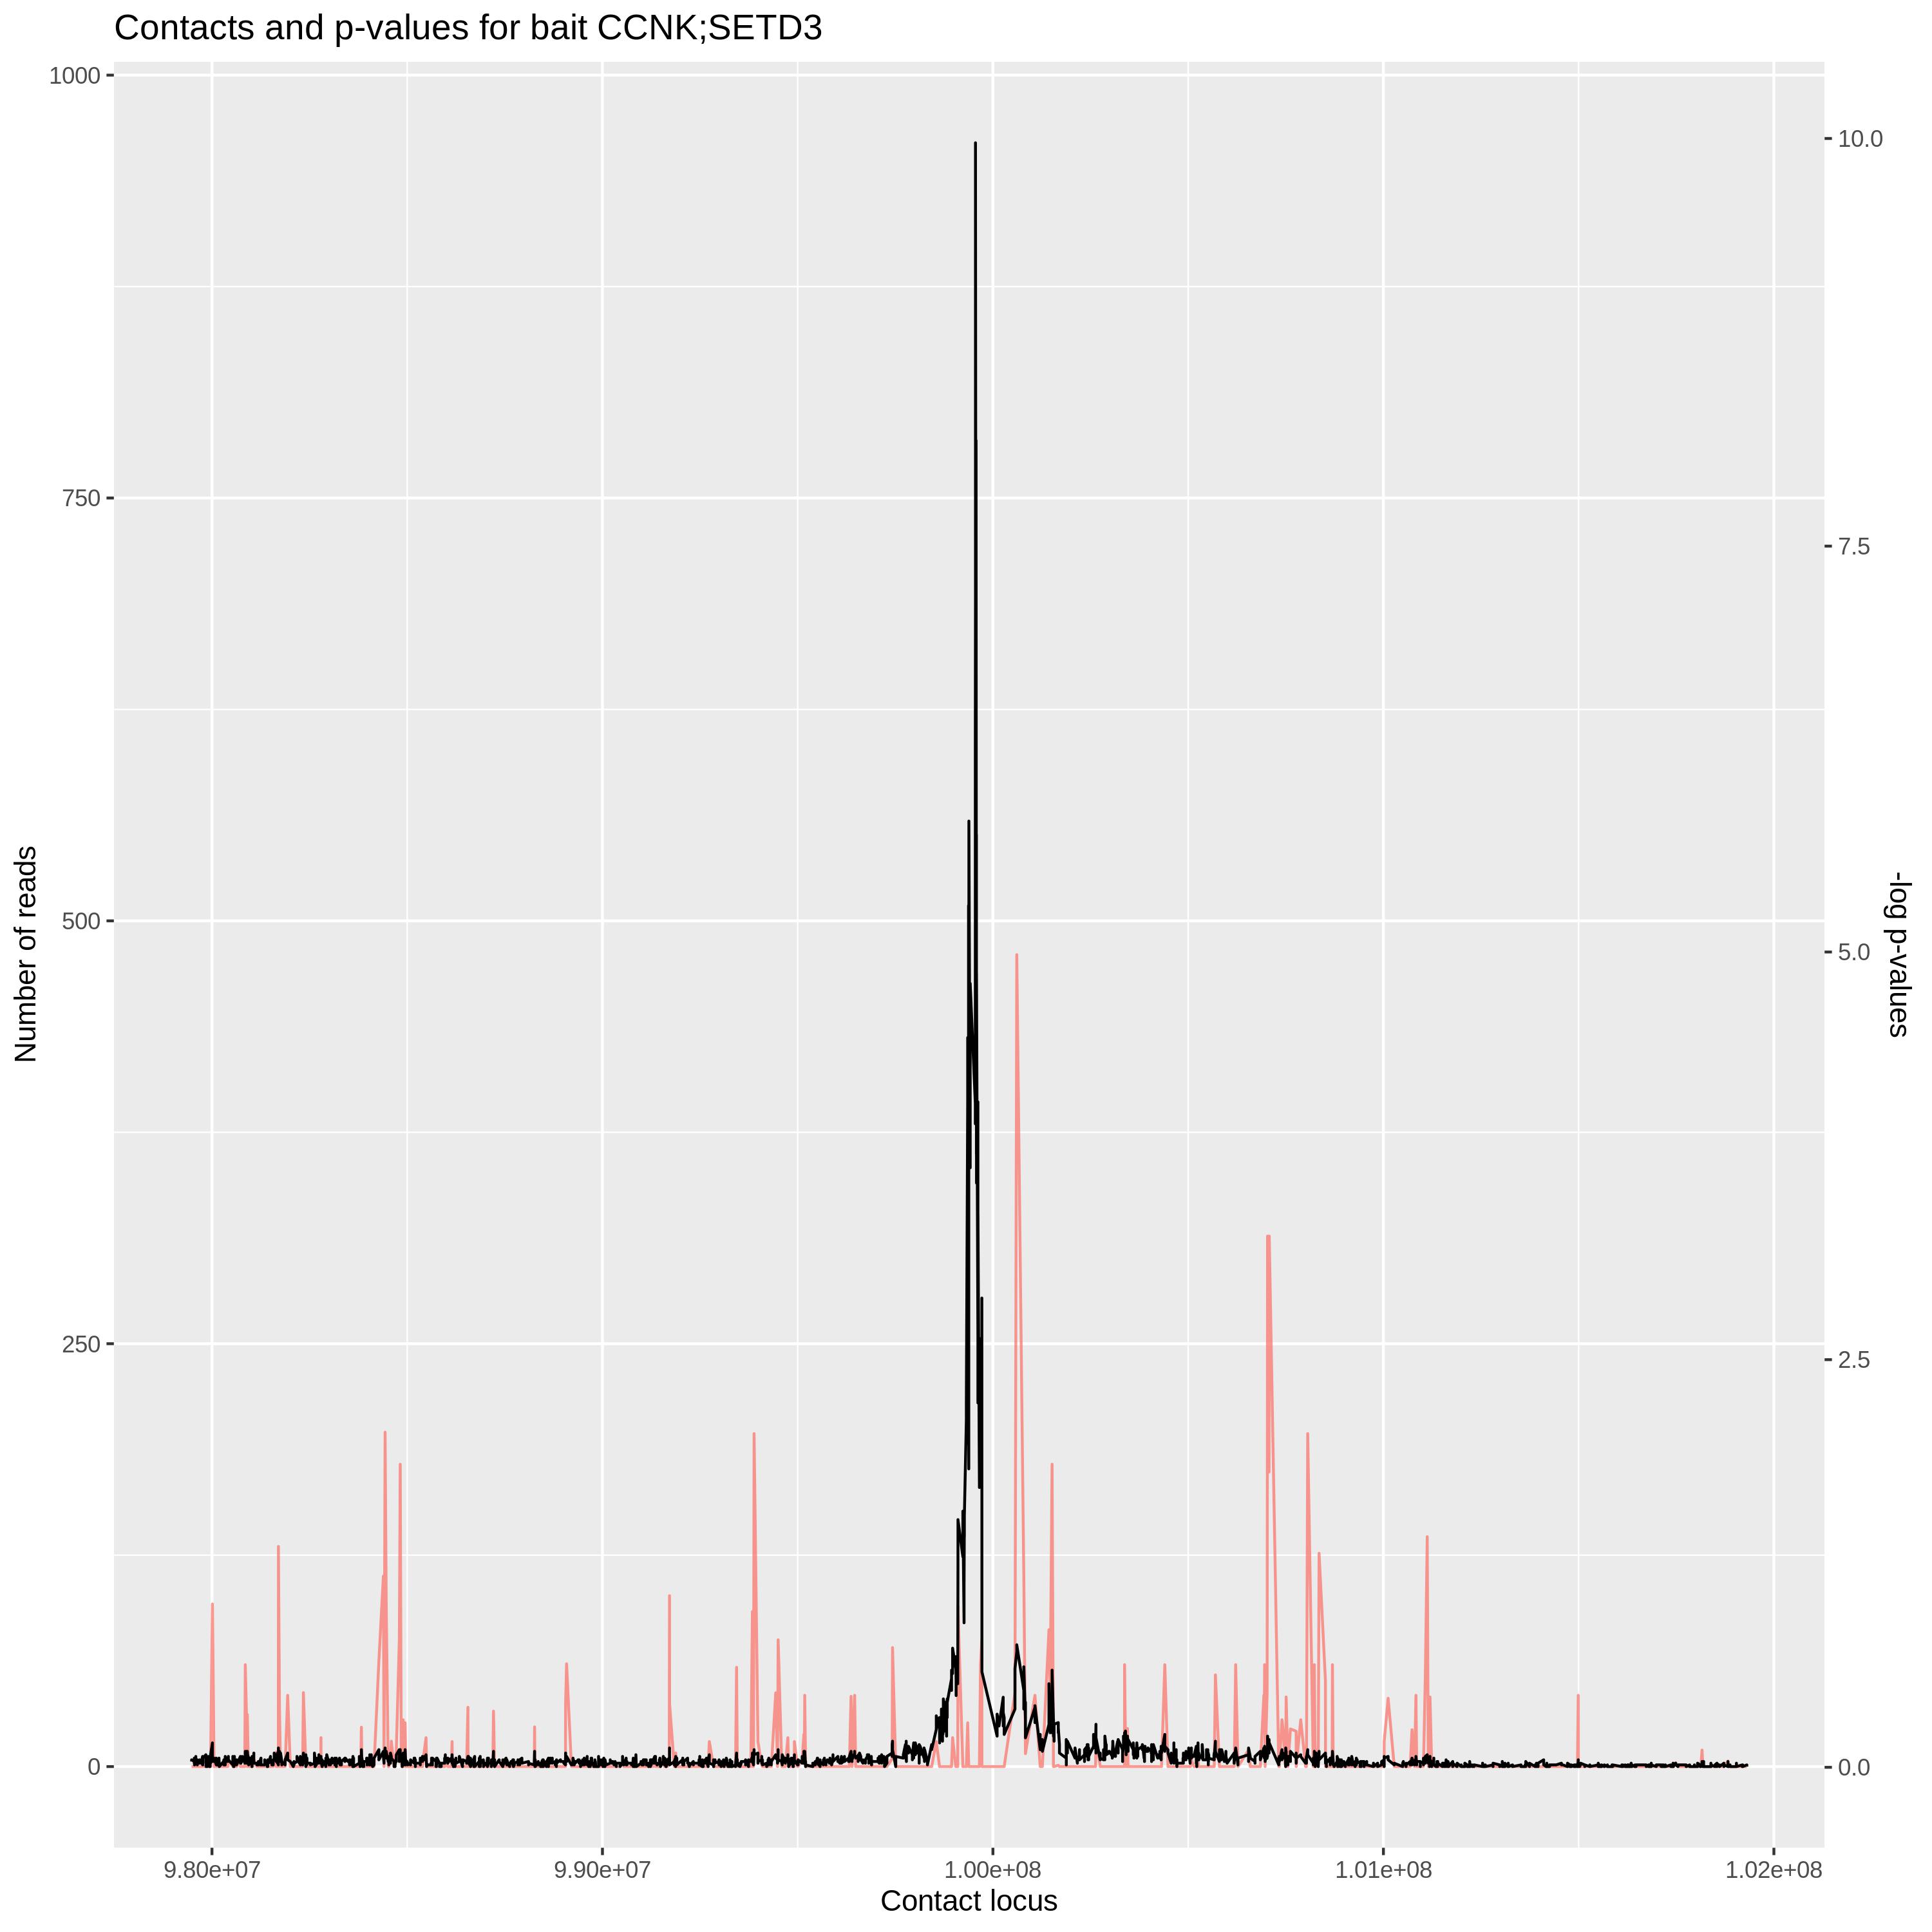 Contacts and p-values for bait CCNK;SETD3
1000
750
500
250
0
Number of reads
10.0
7.5
5.0
2.5
0.0
-log p-values
9.80e+07
9.90e+07
1.00e+08
1.01e+08
1.02e+08
Contact locus